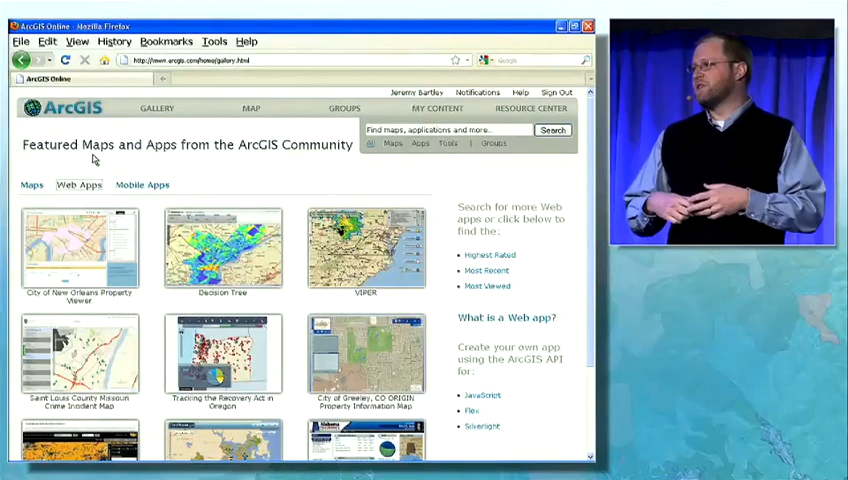 ArcGIS Online - Mozilla Firefox
File Edit View History Bookmarks Tools Help
http://www.arcgis.com/home/gallery.html
Google
ArcGIS Online
Jeremy Bartley Notifications Help Sign Out
ArcGIS GALLERY MAP GROUPS MY CONTENT RESOURCE CENTER
Find maps, applications and more... Search
All Maps Apps Tools Groups
Featured Maps and Apps from the ArcGIS Community
Maps Web Apps Mobile Apps
City of New Orleans Property
Viewer
Decision Tree
VIPER
Saint Louis County Missouri
Crime Incident Map
Tracking the Recovery Act in
Oregon
City of Greeley, CO ORIGIN
Property Information Map
Search for more Web
apps or click below to
find the:
Highest Rated
Most Recent
Most Viewed
What is a Web app?
Create your own app
using the ArcGIS API
for:
JavaScript
Flex
Silverlight